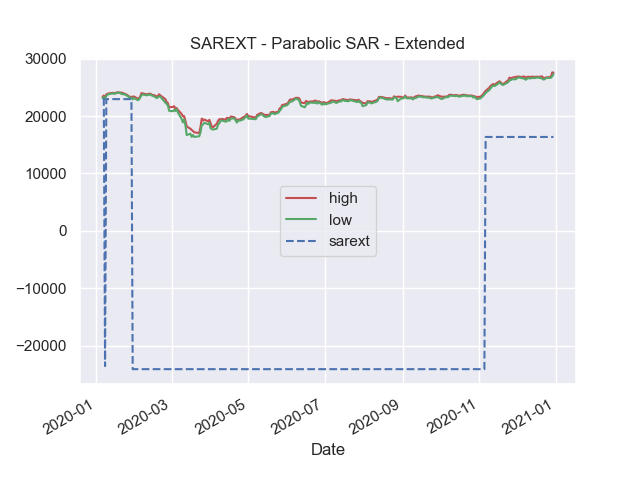 SAREXT - Parabolic SAR - Extended
30000
20000
10000
0
−10000
−20000
high
low
sarext
2020-01
2020-03
2020-05
2020-07
2020-09
2020-11
2021-01
Date